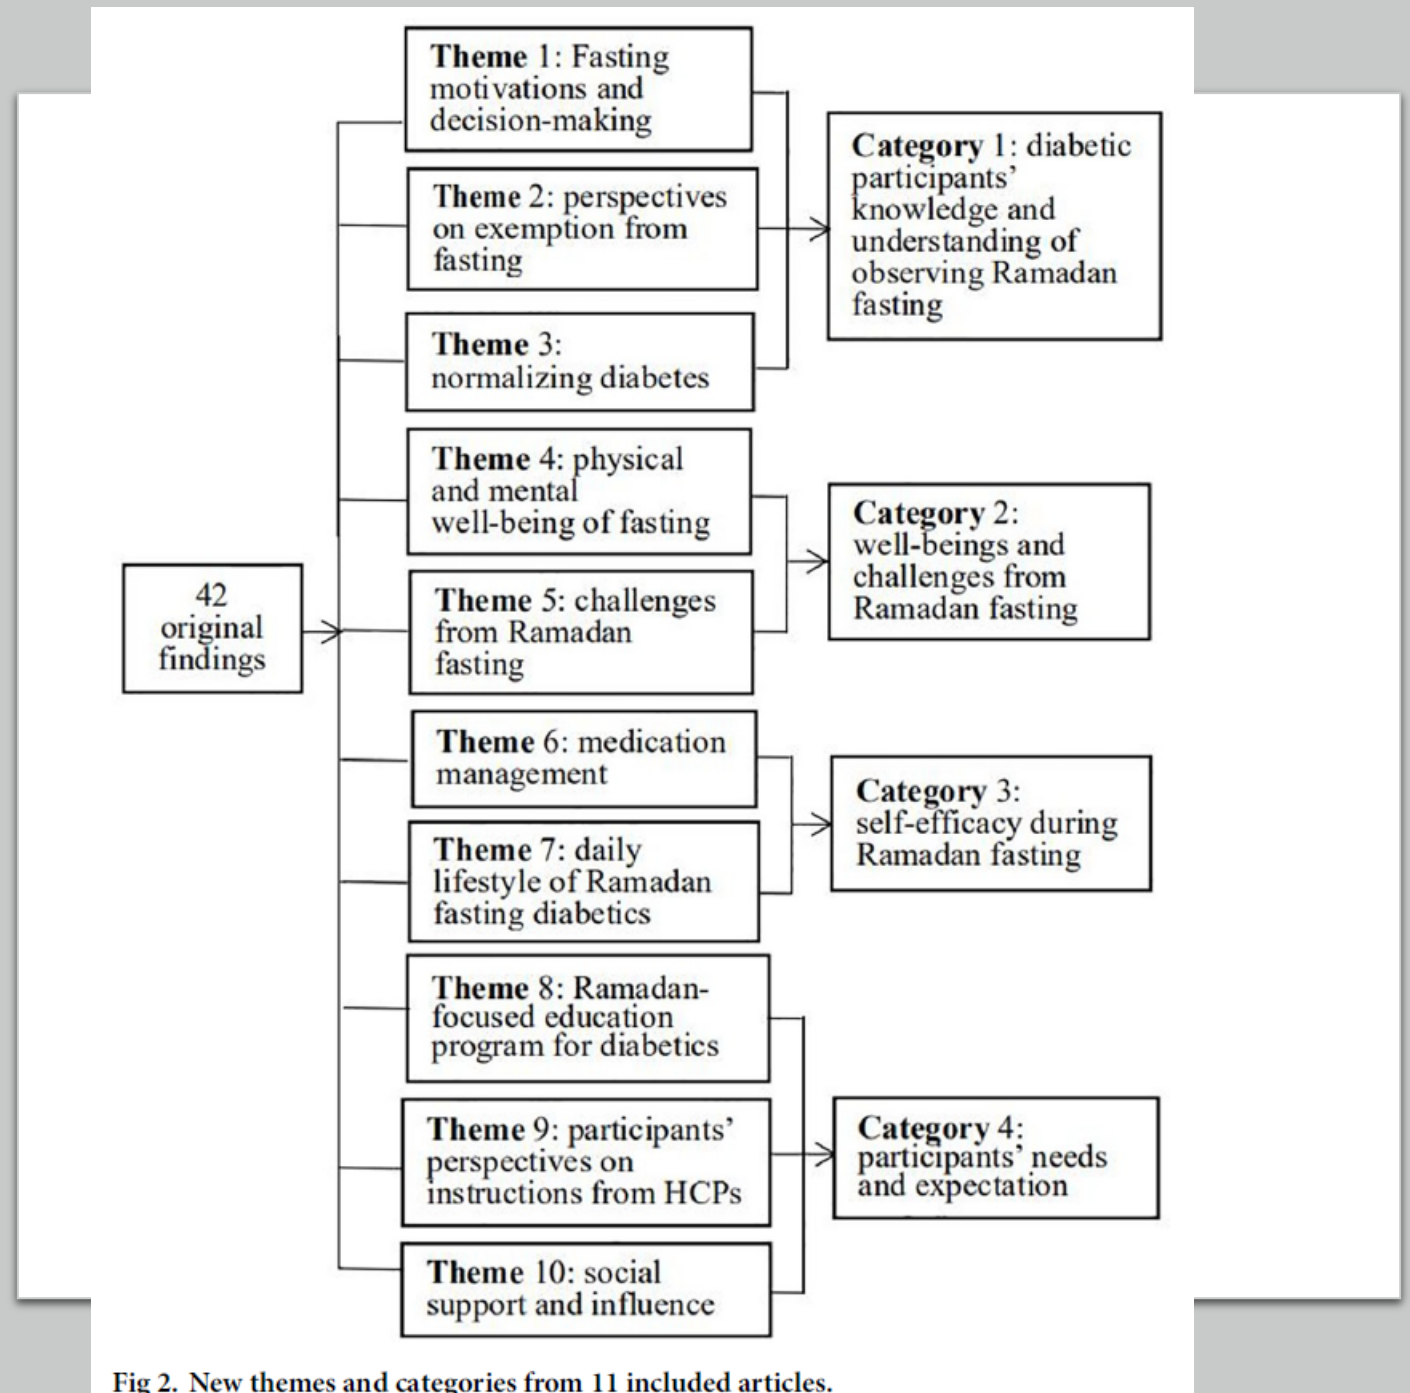 Theme 1: Fasting
motivations and
decision-making
Theme 2: perspectives
on exemption from
fasting
Theme 3:
normalizing diabetes
Theme 4: physical
and mental
well-being of fasting
Theme 5: challenges
from Ramadan
fasting
Theme 6: medication
management
Theme 7: daily
lifestyle of Ramadan
fasting diabetics
Theme 8: Ramadan-
focused education
program for diabetics
Theme 9: participants’
perspectives on
instructions from HCPs
Theme 10: social
support and influence
42
original
findings
Category 1: diabetic
participants’
knowledge and
understanding of
observing Ramadan
fasting
Category 2:
well-beings and
challenges from
Ramadan fasting
Category 3:
self-efficacy during
Ramadan fasting
Category 4:
participants’ needs
and expectation
Fig 2. New themes and categories from 11 included articles.